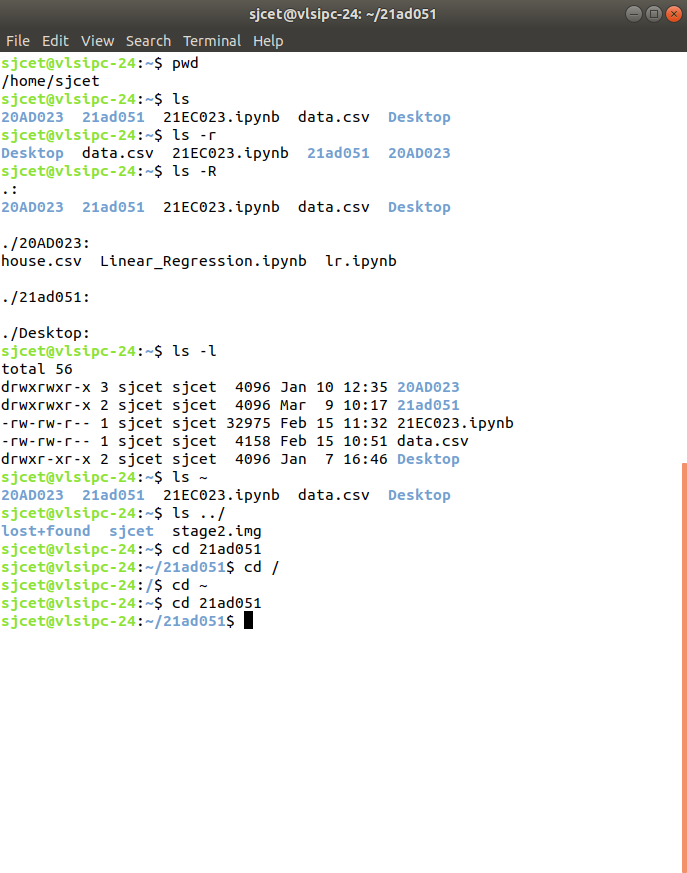 sjcet@vlsipc-24: ~/21ad051
File Edit View Search Terminal Help
sjcet@vlsipc-24:~$ pwd
/home/sjcet
sjcet@vlsipc-24:~$ ls
20AD023  21ad051  21EC023.ipynb  data.csv  Desktop
sjcet@vlsipc-24:~$ ls -r
Desktop  data.csv  21EC023.ipynb  21ad051  20AD023
sjcet@vlsipc-24:~$ ls -R
.:
20AD023  21ad051  21EC023.ipynb  data.csv  Desktop
./20AD023:
house.csv  Linear_Regression.ipynb  lr.ipynb
./21ad051:
./Desktop:
sjcet@vlsipc-24:~$ ls -l
total 56
drwxrwxr-x 3 sjcet sjcet  4096 Jan 10 12:35 20AD023
drwxrwxr-x 2 sjcet sjcet  4096 Mar  9 10:17 21ad051
-rw-rw-r-- 1 sjcet sjcet 32975 Feb 15 11:32 21EC023.ipynb
-rw-rw-r-- 1 sjcet sjcet  4158 Feb 15 10:51 data.csv
drwxr-xr-x 2 sjcet sjcet  4096 Jan  7 16:46 Desktop
sjcet@vlsipc-24:~$ ls ~
20AD023  21ad051  21EC023.ipynb  data.csv  Desktop
sjcet@vlsipc-24:~$ ls ../
lost+found  sjcet  stage2.img
sjcet@vlsipc-24:~$ cd 21ad051
sjcet@vlsipc-24:~/21ad051$ cd /
sjcet@vlsipc-24:/$ cd ~
sjcet@vlsipc-24:~$ cd 21ad051
sjcet@vlsipc-24:~/21ad051$